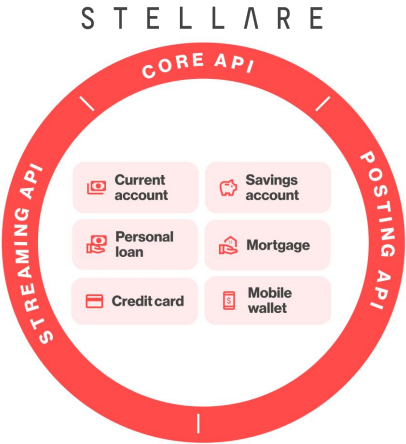 STELLARE
CORE API
STREAMING API
POSTING API
Current
account
Savings
account
Personal
loan
Mortgage
Credit card
Mobile
wallet